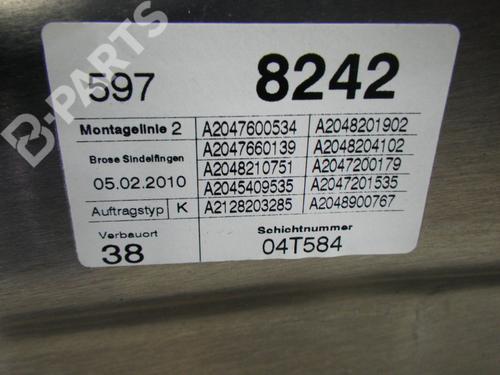 B-PARTS
597 8242
Montagelinie 2 A2047600534 A2048201902
Brose Sindelfingen A2047660139 A2048204102
A2048210751 A2047200179
05.02.2010 A2045409535 A2047201535
Auftragstyp K A2128203285 A2048900767
Verbauort Schichtnummer
38 04T584